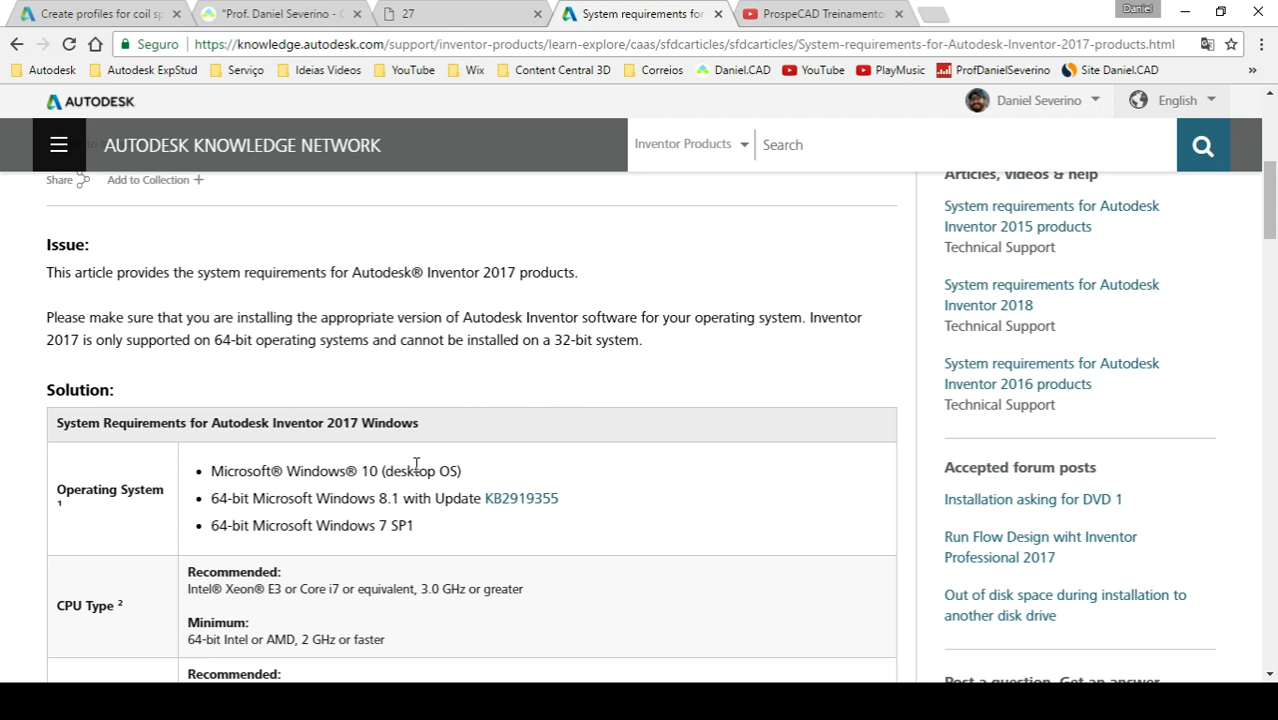 Create profiles for coil sp
"Prof. Daniel Severino - C
27
System requirements for
ProspeCAD Treinamento
Daniel
Seguro
https://knowledge.autodesk.com/support/inventor-products/learn-explore/caas/sfdcarticles/sfdcarticles/System-requirements-for-Autodesk-Inventor-2017-products.html
Autodesk
Autodesk ExpStud
Serviço
Ideias Videos
YouTube
Wix
Content Central 3D
Correios
Daniel.CAD
YouTube
PlayMusic
ProfDanielSeverino
Site Daniel.CAD
»
AUTODESK
Daniel Severino
English
AUTODESK KNOWLEDGE NETWORK
Inventor Products
Search
Share
Add to Collection +
Issue:
This article provides the system requirements for Autodesk® Inventor 2017 products.
Please make sure that you are installing the appropriate version of Autodesk Inventor software for your operating system. Inventor
2017 is only supported on 64-bit operating systems and cannot be installed on a 32-bit system.
Solution:
System Requirements for Autodesk Inventor 2017 Windows
Operating System
1
• Microsoft® Windows® 10 (desktop OS)
• 64-bit Microsoft Windows 8.1 with Update KB2919355
• 64-bit Microsoft Windows 7 SP1
CPU Type 2
Recommended:
Intel® Xeon® E3 or Core i7 or equivalent, 3.0 GHz or greater
Minimum:
64-bit Intel or AMD, 2 GHz or faster
Recommended:
Articles, videos & help
System requirements for Autodesk
Inventor 2015 products
Technical Support
System requirements for Autodesk
Inventor 2018
Technical Support
System requirements for Autodesk
Inventor 2016 products
Technical Support
Accepted forum posts
Installation asking for DVD 1
Run Flow Design wiht Inventor
Professional 2017
Out of disk space during installation to
another disk drive
Post a question. Get an answer.